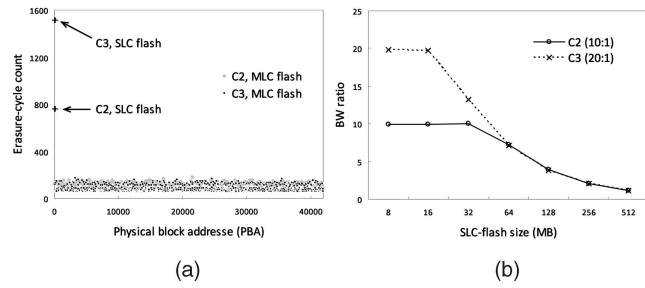 1600
C3, SLC flash
1200
C2, MLC flash
C3, MLC flash
Erasure-cycle count
800
C2, SLC flash
400
0
0 10000 20000 30000 40000
Physical block addresse (PBA)
(a)
25
C2 (10:1)
C3 (20:1)
20
15
BW ratio
10
5
0
8 16 32 64 128 256 512
SLC-flash size (MB)
(b)